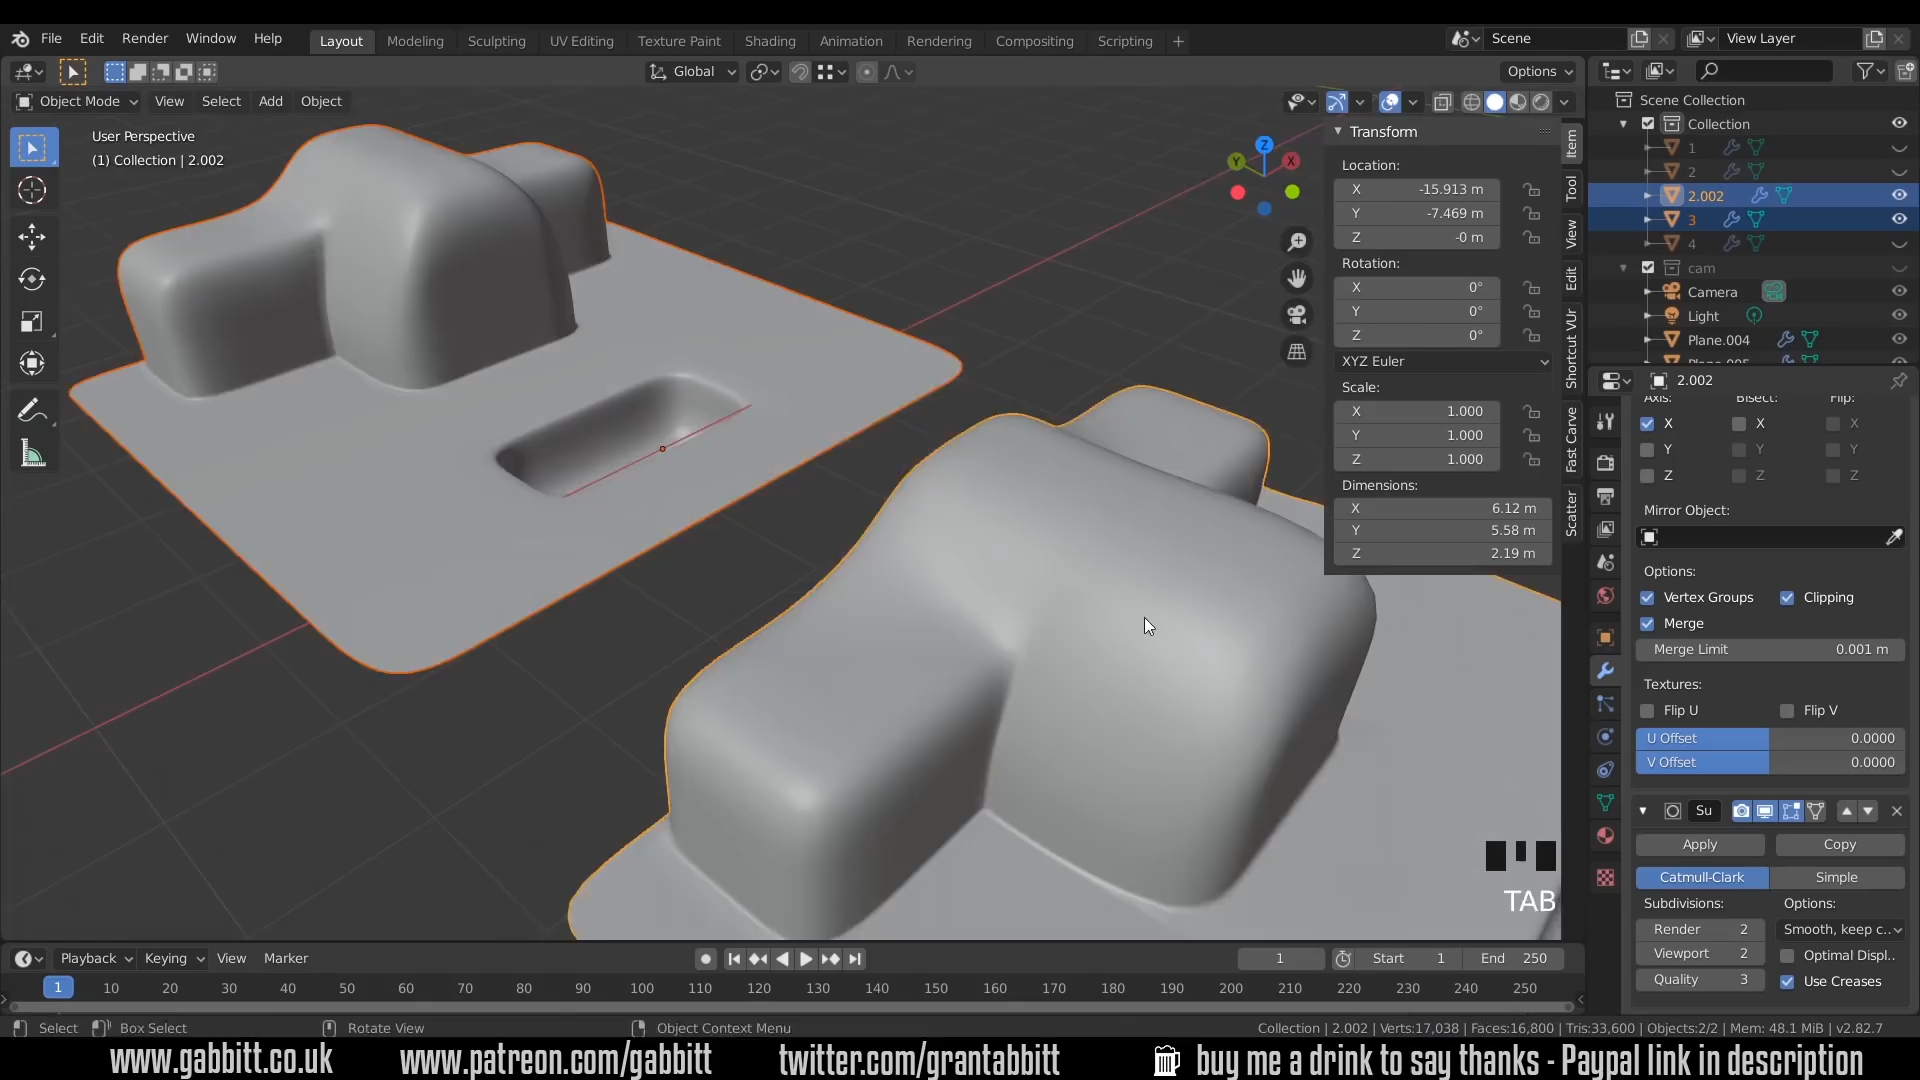 File Edit Render Window Help Layout Modeling Sculpting UV Editing Texture Paint Shading Animation Rendering Compositing Scripting + Scene View Layer
Global Options
Object Mode View Select Add Object
User Perspective
(1) Collection | 2.002
Z
Y X
Transform
Location:
X -15.913 m
Y -7.469 m
Z -0 m
Rotation:
X 0°
Y 0°
Z 0°
XYZ Euler
Scale:
X 1.000
Y 1.000
Z 1.000
Dimensions:
X 6.12 m
Y 5.58 m
Z 2.19 m
Item
Tool
View
Edit
Shortcut VUr
Fast Carve
Scatter
Scene Collection
Collection
1
2
2.002
3
4
cam
Camera
Light
Plane.004
Plane.005
2.002
Axis: Bisect: Flip:
X X X
Y Y Y
Z Z Z
Mirror Object:
Options:
Vertex Groups Clipping
Merge
Merge Limit 0.001 m
Textures:
Flip U Flip V
U Offset 0.0000
V Offset 0.0000
Su
Apply Copy
Catmull-Clark Simple
Subdivisions: Options:
Render 2 Smooth, keep c..
Viewport 2 Optimal Displ..
Quality 3 Use Creases
TAB
Playback Keying View Marker 1 Start 1 End 250
1 10 20 30 40 50 60 70 80 90 100 110 120 130 140 150 160 170 180 190 200 210 220 230 240 250
Select Box Select Rotate View Object Context Menu Collection | 2.002 | Verts:17,038 | Faces:16,800 | Tris:33,600 | Objects:2/2 | Mem: 48.1 MiB | v2.82.7
www.gabbitt.co.uk www.patreon.com/gabbitt twitter.com/grantabbitt buy me a drink to say thanks - Paypal link in description